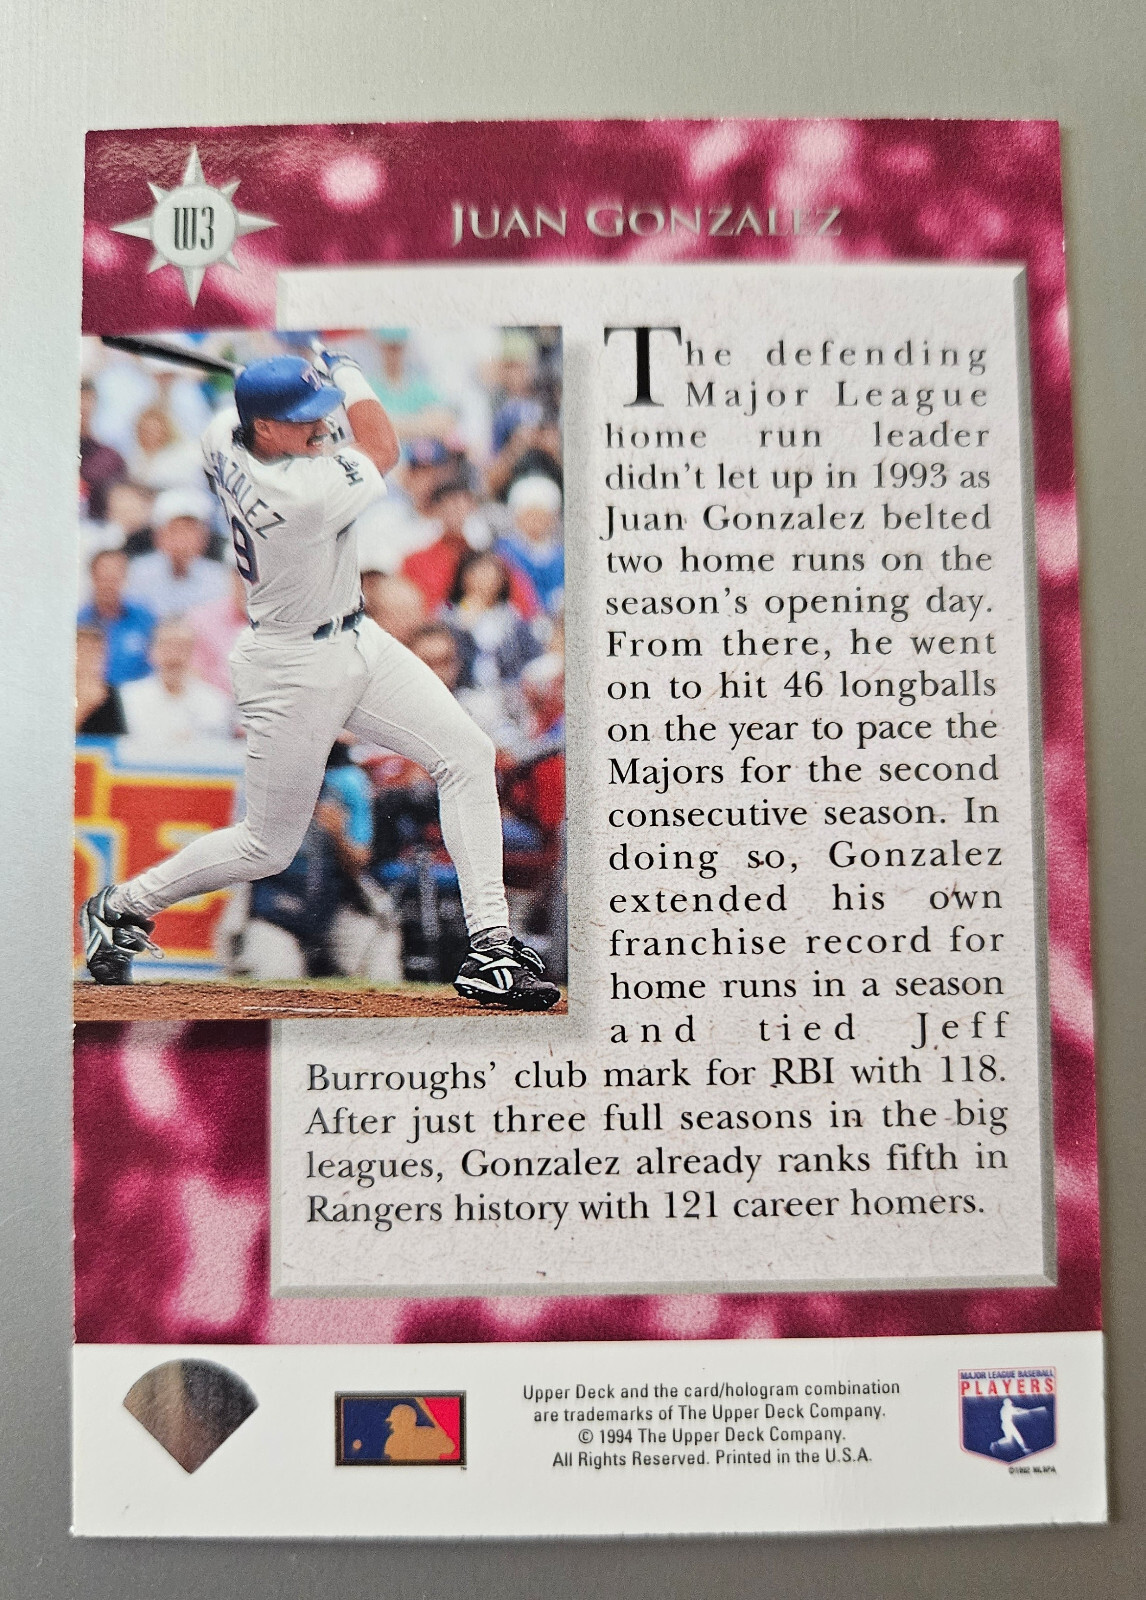 W3
JUAN GONZALEZ
The defending
Major League
home run leader
didn't let up in 1993 as
Juan Gonzalez belted
two home runs on the
season's opening day.
From there, he went
on to hit 46 longballs
on the year to pace the
Majors for the second
consecutive season. In
doing so, Gonzalez
extended his own
franchise record for
home runs in a season
and tied Jeff
Burroughs' club mark for RBI with 118.
After just three full seasons in the big
leagues, Gonzalez already ranks fifth in
Rangers history with 121 career homers.
Upper Deck and the card/hologram combination
are trademarks of The Upper Deck Company.
© 1994 The Upper Deck Company.
All Rights Reserved. Printed in the U.S.A.
MAJOR LEAGUE BASEBALL
PLAYERS
©1992 MLBPA